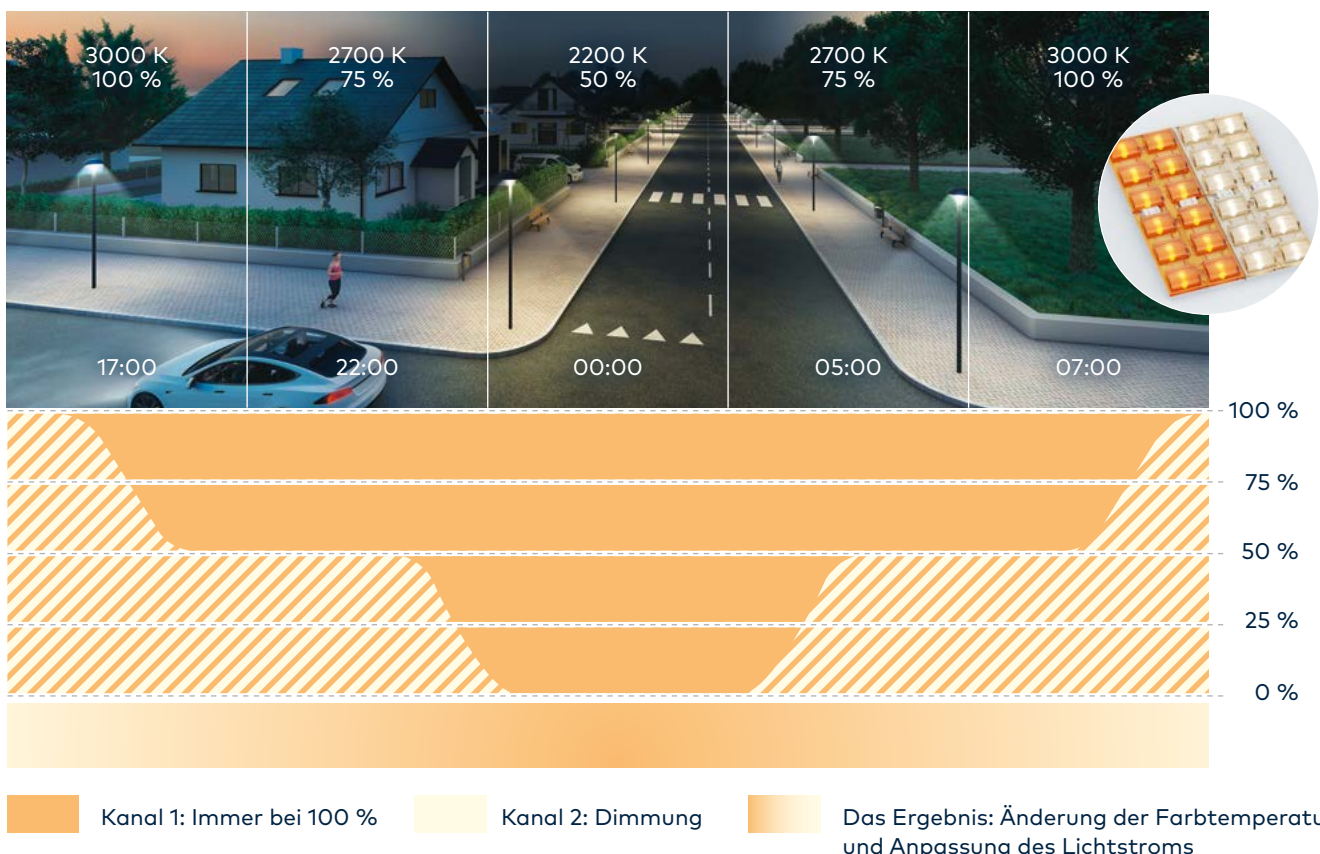 3000 K
100 %
2700 K
75 %
2200 K
50 %
2700 K
75 %
3000 K
100 %
17:00
22:00
00:00
05:00
07:00
100 %
75 %
50 %
25 %
0 %
Kanal 1: Immer bei 100 %
Kanal 2: Dimmung
Das Ergebnis: Änderung der Farbtemperatu
und Anpassung des Lichtstroms